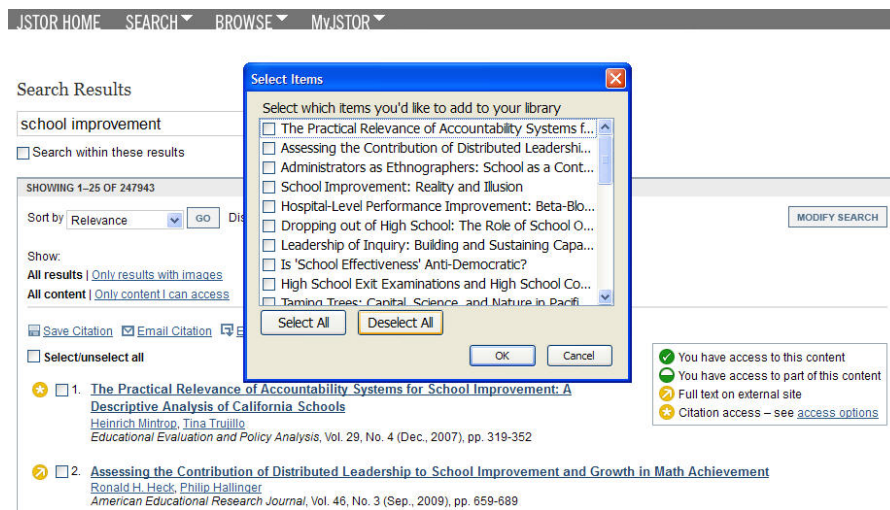 JSTOR HOME SEARCH BROWSE MyJSTOR
Search Results
school improvement
Search within these results
SHOWING 1–25 OF 247943
Sort by Relevance GO Dis
MODIFY SEARCH
Show:
All results | Only results with images
All content | Only content I can access
Save Citation Email Citation E
Select/unselect all
Select Items
Select which items you'd like to add to your library
The Practical Relevance of Accountability Systems f...
Assessing the Contribution of Distributed Leadershi...
Administrators as Ethnographers: School as a Cont...
School Improvement: Reality and Illusion
Hospital-Level Performance Improvement: Beta-Blo...
Dropping out of High School: The Role of School O...
Leadership of Inquiry: Building and Sustaining Capa...
Is 'School Effectiveness' Anti-Democratic?
High School Exit Examinations and High School Co...
Taming Trees: Capital, Science, and Nature in Pacifi...
Select All Deselect All
OK Cancel
You have access to this content
You have access to part of this content
Full text on external site
Citation access – see access options
1. The Practical Relevance of Accountability Systems for School Improvement: A
Descriptive Analysis of California Schools
Heinrich Mintrop, Tina Trujillo
Educational Evaluation and Policy Analysis, Vol. 29, No. 4 (Dec., 2007), pp. 319-352
2. Assessing the Contribution of Distributed Leadership to School Improvement and Growth in Math Achievement
Ronald H. Heck, Philip Hallinger
American Educational Research Journal, Vol. 46, No. 3 (Sep., 2009), pp. 659-689